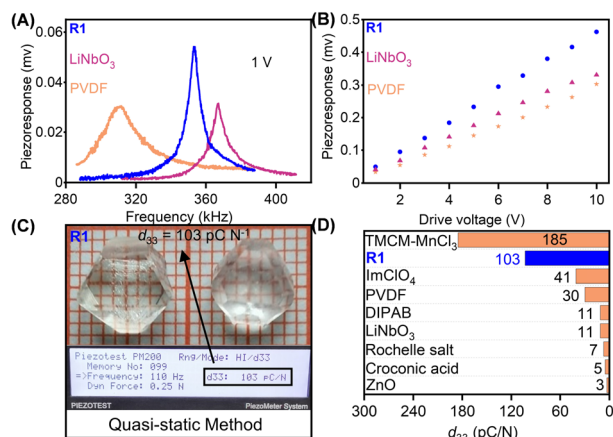 (A)
R1
LiNbO3
PVDF
1 V
Piezoresponse (mv)
0.06
0.04
0.02
0
280
320
360
400
Frequency (kHz)
(B)
Piezoresponse (mv)
0.5
0.4
0.3
0.2
0.1
0.0
2
4
6
8
10
Drive voltage (V)
R1
LiNbO3
PVDF
(C)
R1
d33 = 103 pC N-1
Piezotest PM200 Rng/Mode: HI/d33
Memory No: 099
=>Frequency: 110 Hz d33: 103 pC/N
Dyn Force: 0.25 N
PIEZOTEST PiezoMeter System
Quasi-static Method
(D)
TMCM-MnCl3 185
R1 103
ImClO4 41
PVDF 30
DIPAB 11
LiNbO3 11
Rochelle salt 7
Croconic acid 5
ZnO 3
300 240 180 120 60 0
d33 (pC/N)